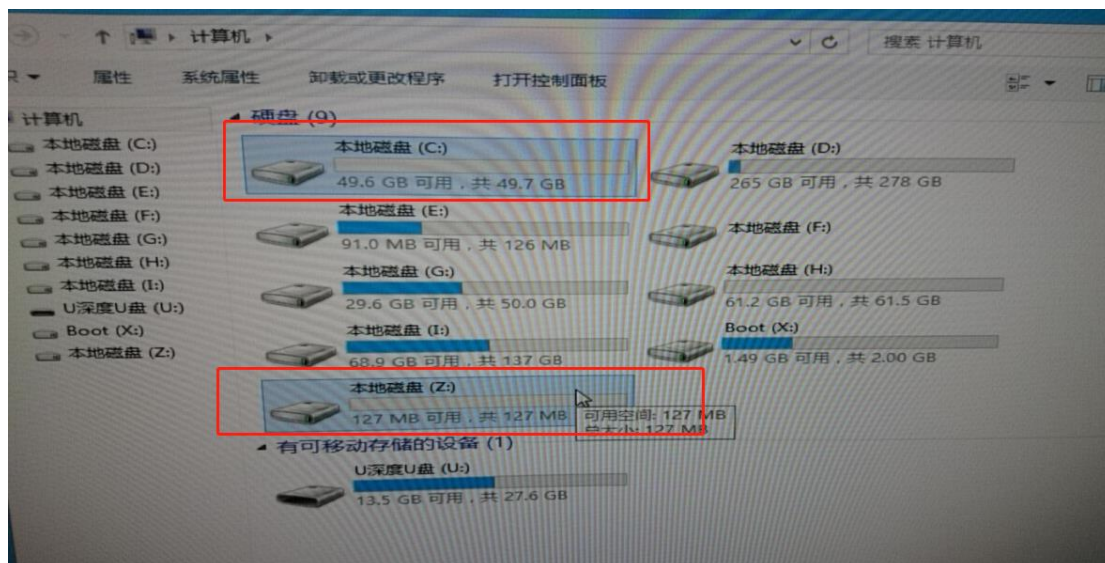 计算机
搜索 计算机
属性 系统属性 卸载或更改程序 打开控制面板
计算机
本地磁盘 (C:)
本地磁盘 (D:)
本地磁盘 (E:)
本地磁盘 (F:)
本地磁盘 (G:)
本地磁盘 (H:)
本地磁盘 (I:)
U深度U盘 (U:)
Boot (X:)
本地磁盘 (Z:)
硬盘 (9)
本地磁盘 (C:)
49.6 GB 可用，共 49.7 GB
本地磁盘 (D:)
265 GB 可用，共 278 GB
本地磁盘 (E:)
91.0 MB 可用，共 126 MB
本地磁盘 (F:)
本地磁盘 (G:)
29.6 GB 可用，共 50.0 GB
本地磁盘 (H:)
61.2 GB 可用，共 61.5 GB
本地磁盘 (I:)
68.9 GB 可用，共 137 GB
Boot (X:)
1.49 GB 可用，共 2.00 GB
本地磁盘 (Z:)
127 MB 可用，共 127 MB
可用空间: 127 MB
总大小: 127 MB
有可移动存储的设备 (1)
U深度U盘 (U:)
13.5 GB 可用，共 27.6 GB